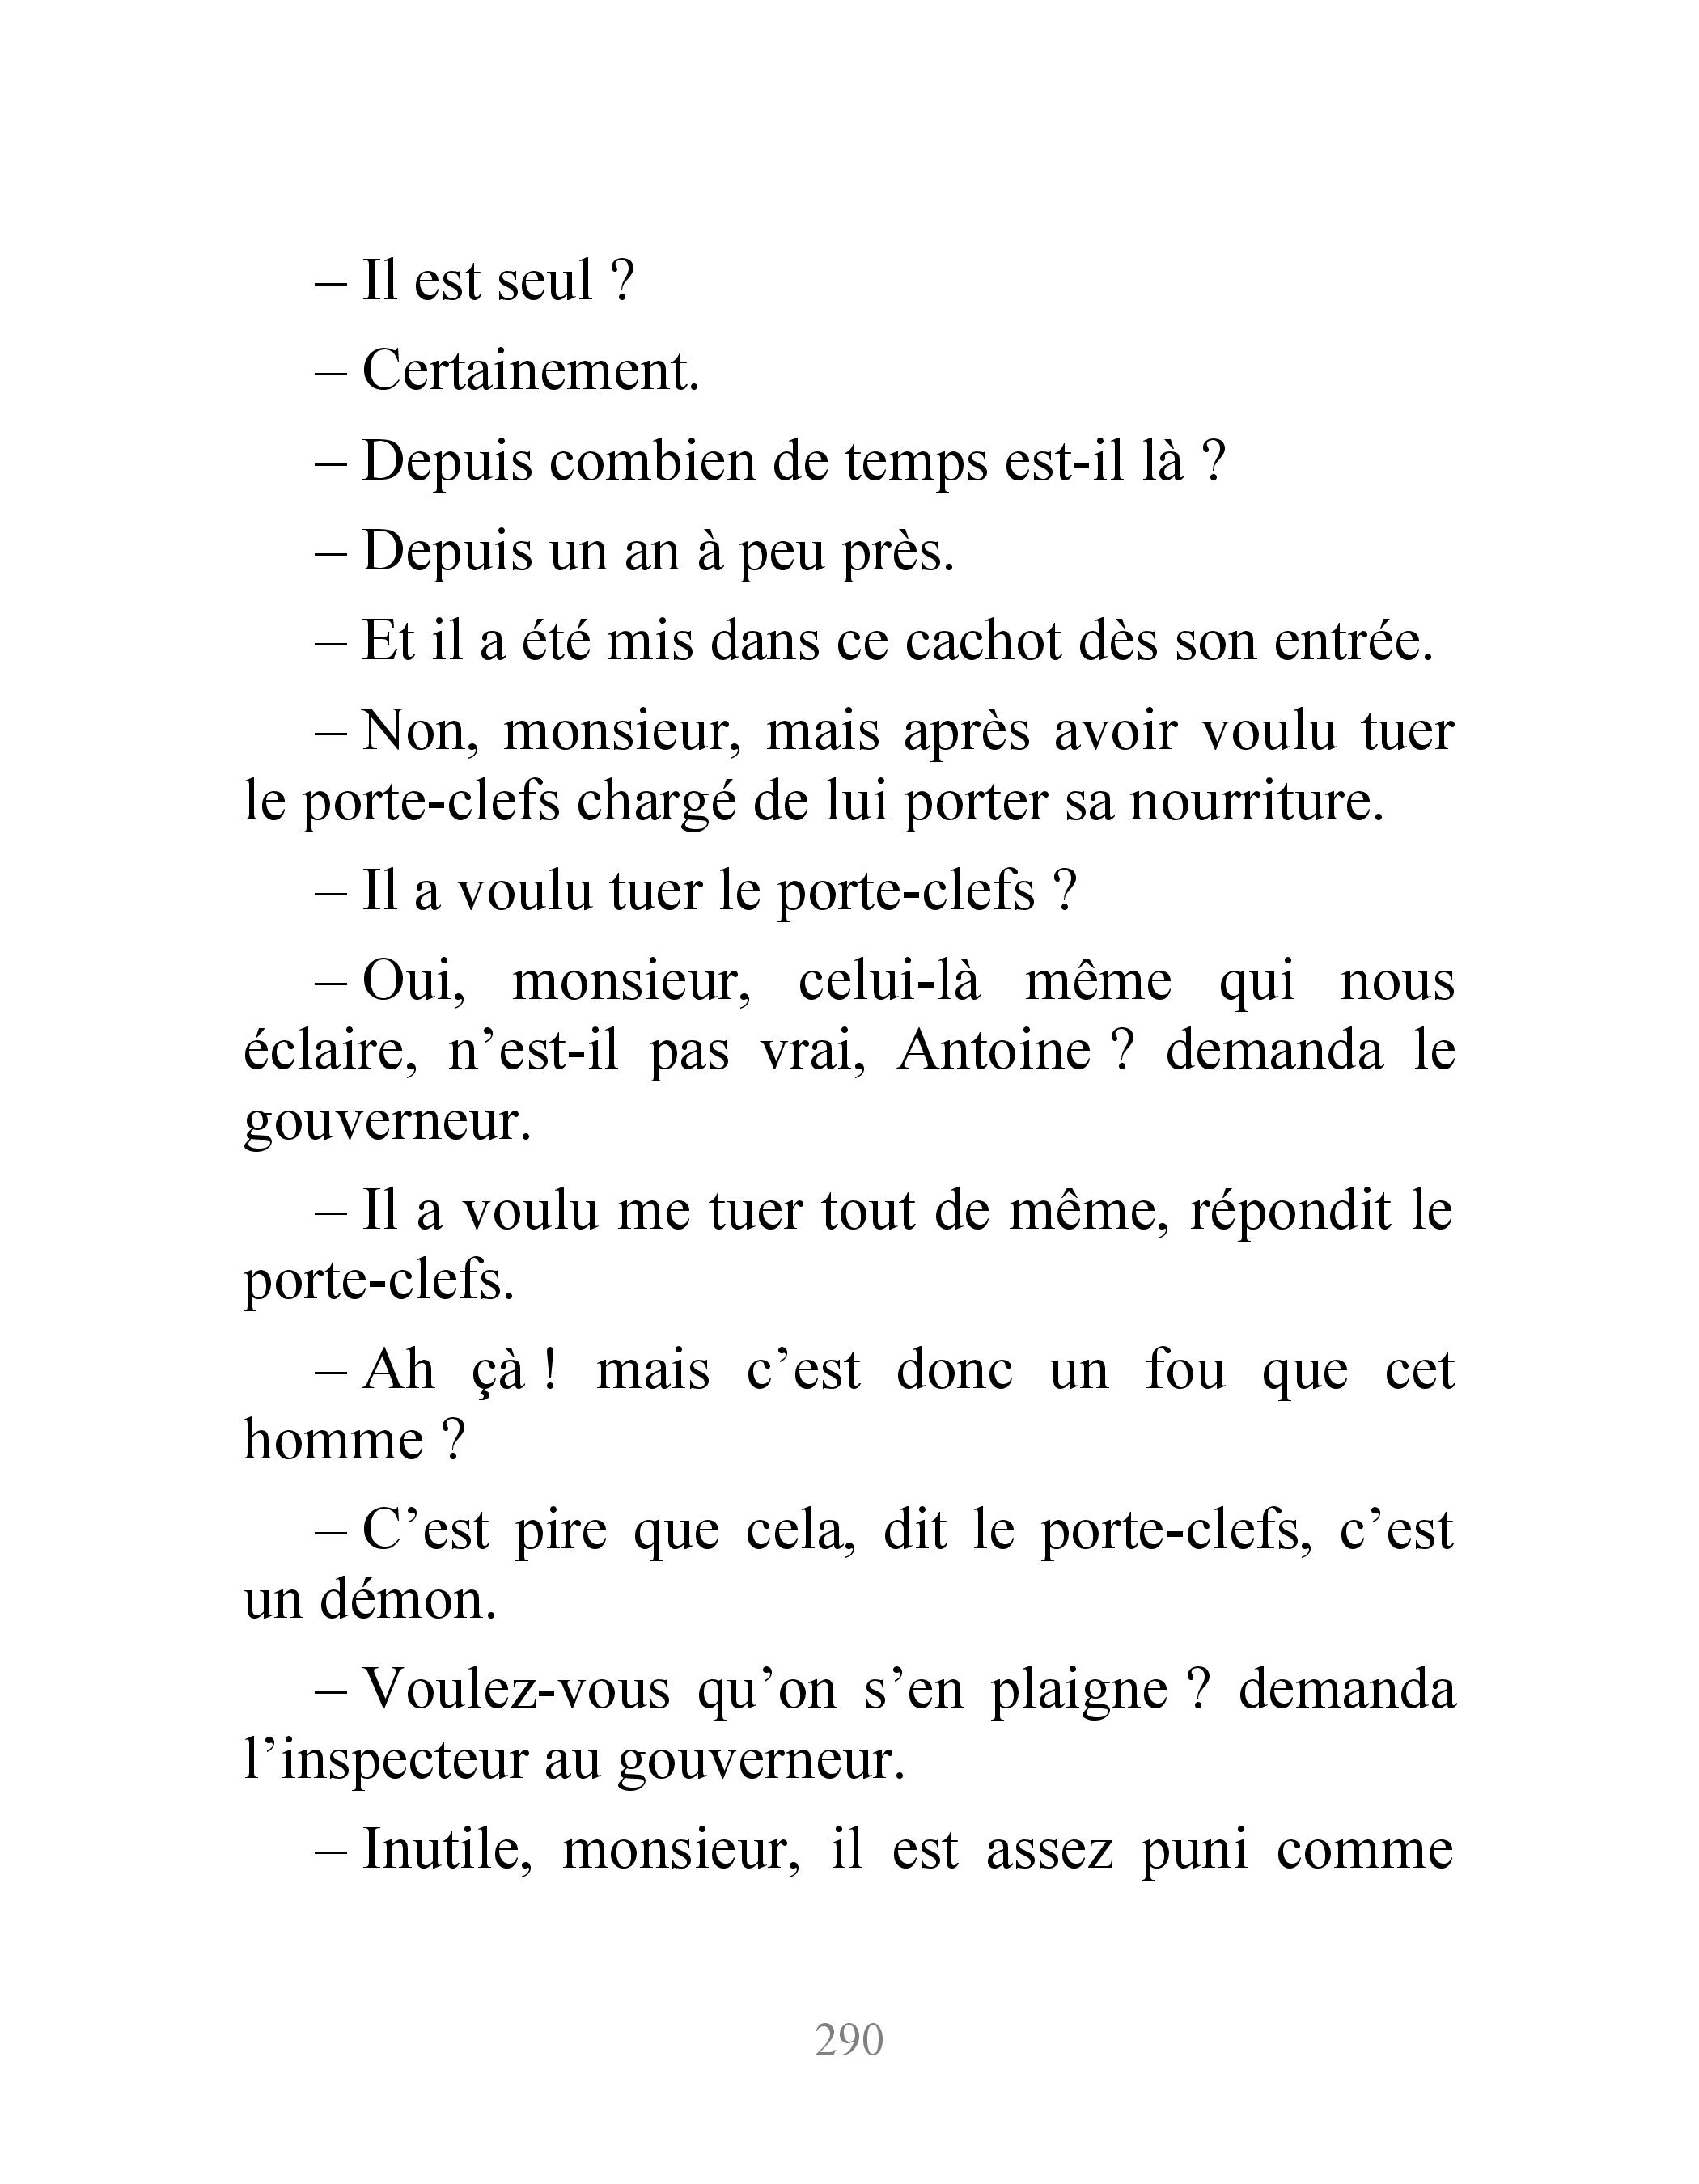 – Il est seul ?
– Certainement.
– Depuis combien de temps est-il là ?
– Depuis un an à peu près.
– Et il a été mis dans ce cachot dès son entrée.
– Non, monsieur, mais après avoir voulu tuer
le porte-clefs chargé de lui porter sa nourriture.
– Il a voulu tuer le porte-clefs ?
– Oui, monsieur, celui-là même qui nous
éclaire, n’est-il pas vrai, Antoine ? demanda le
gouverneur.
– Il a voulu me tuer tout de même, répondit le
porte-clefs.
– Ah çà ! mais c’est donc un fou que cet
homme ?
– C’est pire que cela, dit le porte-clefs, c’est
un démon.
– Voulez-vous qu’on s’en plaigne ? demanda
l’inspecteur au gouverneur.
– Inutile, monsieur, il est assez puni comme
290